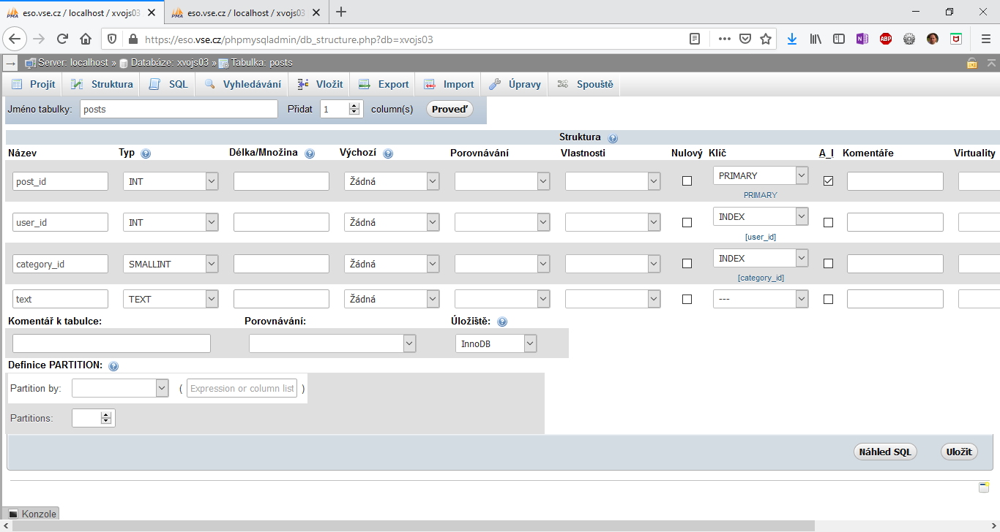 eso.vse.cz / localhost / xvojs03 eso.vse.cz / localhost / xvojs03
https://eso.vse.cz/phpmysqladmin/db_structure.php?db=xvojs03
Server: localhost » Databáze: xvojs03 » Tabulka: posts
Projít Struktura SQL Vyhledávání Vložit Export Import Úpravy Spouště
Jméno tabulky: posts Přidat 1 column(s) Proveď
Struktura
Název Typ Délka/Množina Výchozí Porovnávání Vlastnosti Nulový Klíč A_I Komentáře Virtuality
post_id INT Žádná PRIMARY
PRIMARY
user_id INT Žádná INDEX
[user_id]
category_id SMALLINT Žádná INDEX
[category_id]
text TEXT Žádná ---
Komentář k tabulce: Porovnávání: Úložiště:
InnoDB
Definice PARTITION:
Partition by: ( Expression or column list )
Partitions:
Náhled SQL Uložit
Konzole